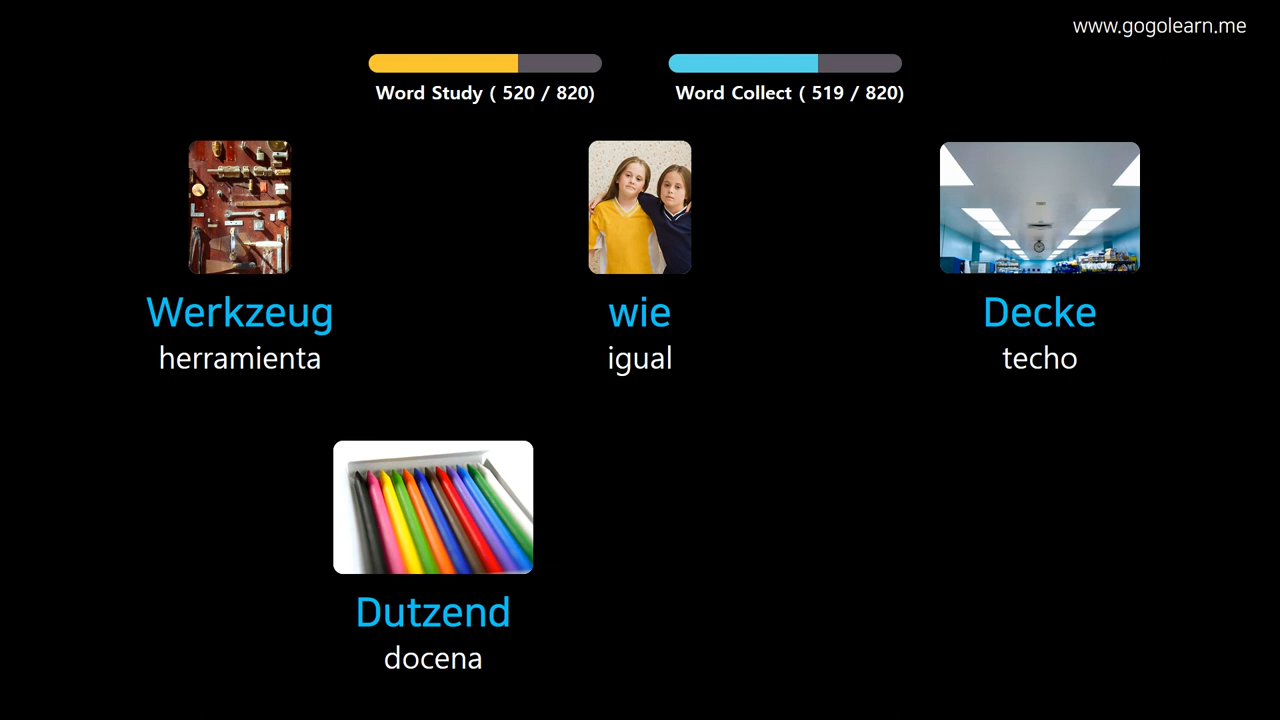 www.gogolearn.me
Word Study ( 520 / 820)
Word Collect ( 519 / 820)
Werkzeug
herramienta
wie
igual
Decke
techo
Dutzend
docena